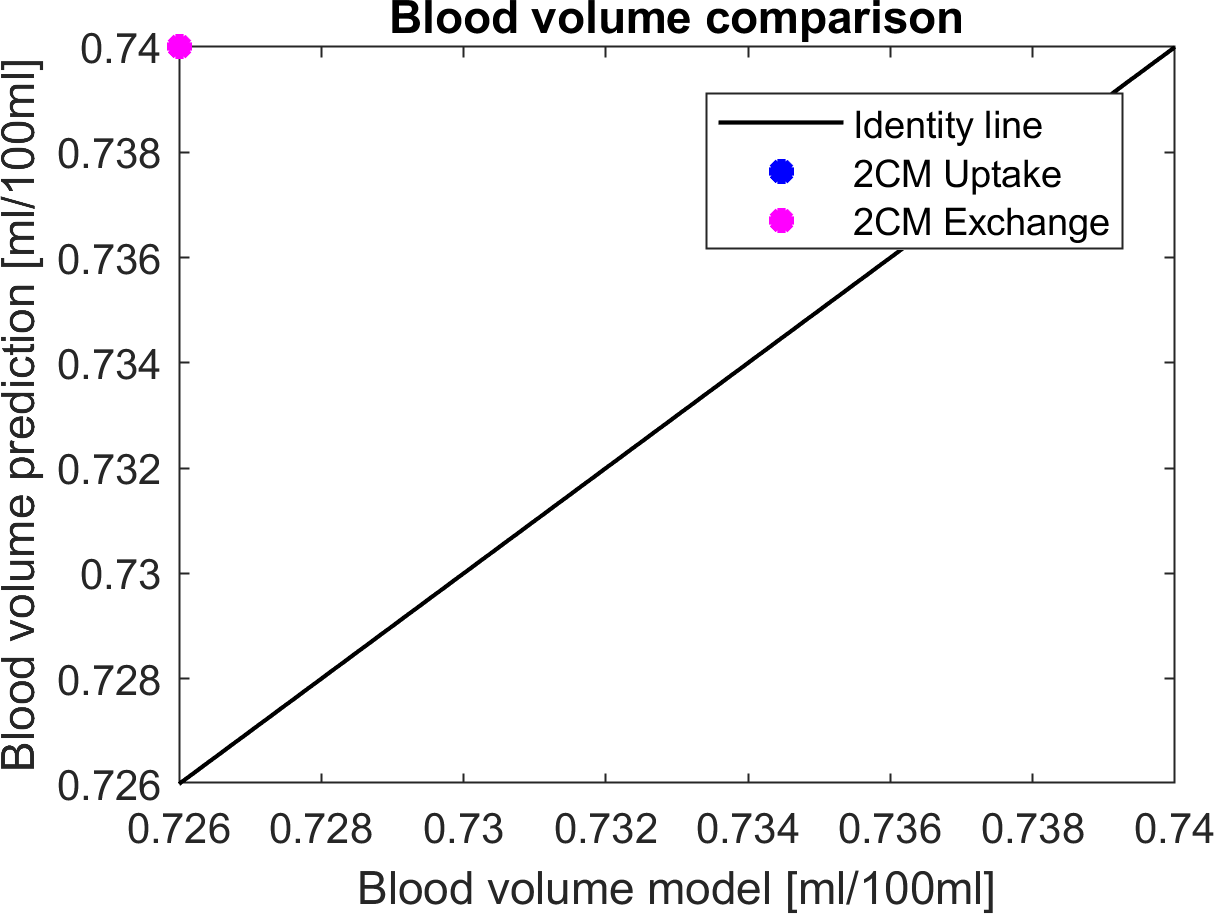 Blood volume comparison
Blood volume prediction [ml/100ml]
0.74
0.738
0.736
0.734
0.732
0.73
0.728
0.726
Identity line
2CM Uptake
2CM Exchange
0.726 0.728 0.73 0.732 0.734 0.736 0.738 0.74
Blood volume model [ml/100ml]